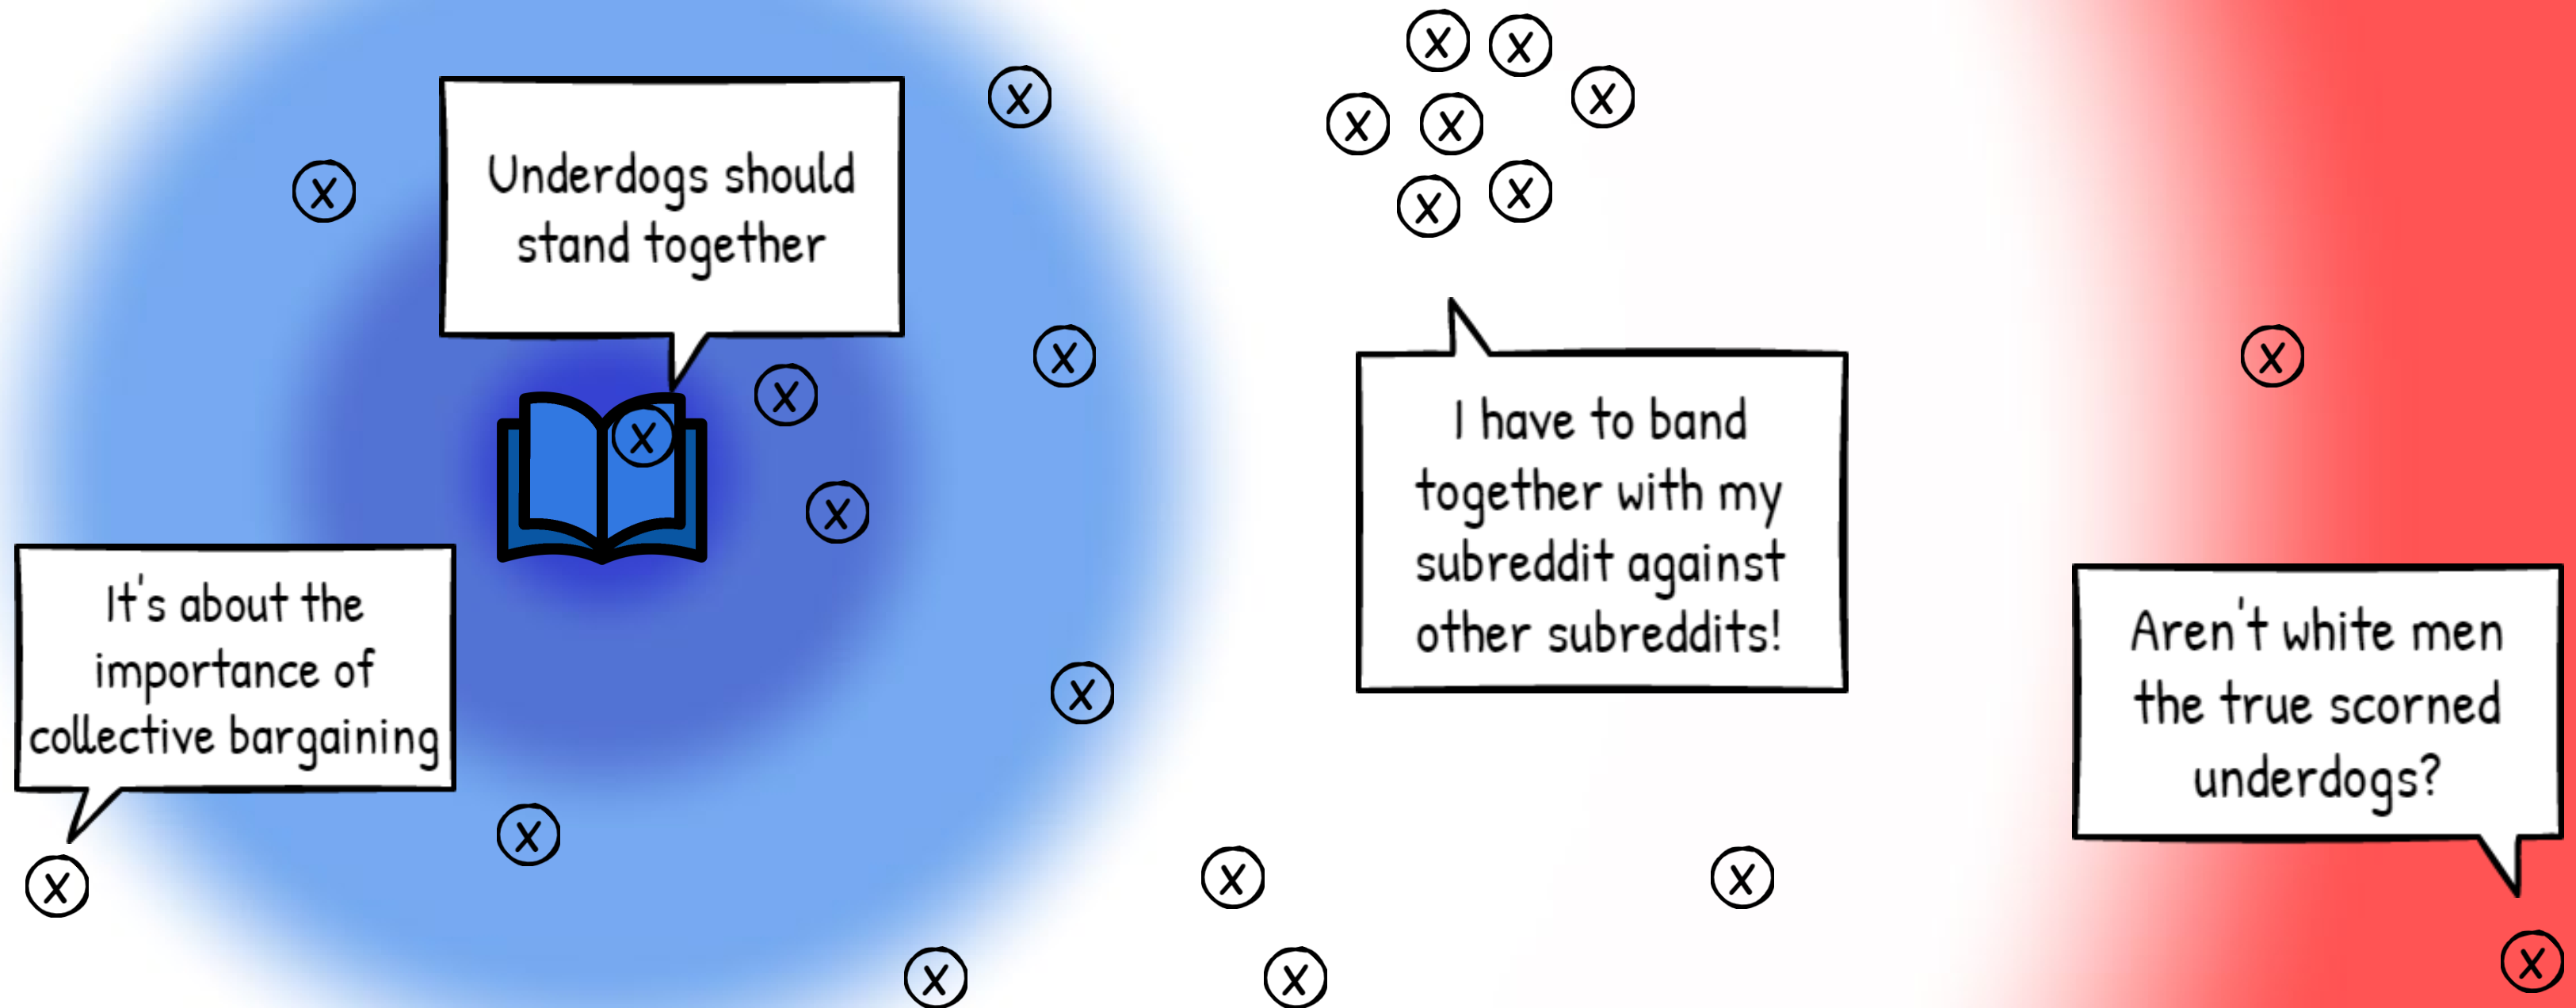 X
X
X
X
X
X
X
X
X
Underdogs should
stand together
X
X
X
X
X
X
I have to band
together with my
subreddit against
other subreddits!
It's about the
importance of
collective bargaining
Aren't white men
the true scorned
underdogs?
X
X
X
X
X
X
X
X